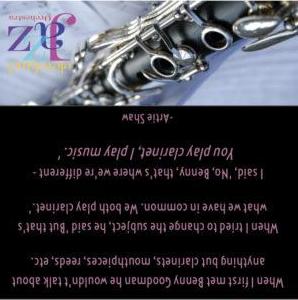 When I first met Benny Goodman he wouldn't talk about
anything but clarinets, mouthpieces, reeds, etc.
When I tried to change the subject, he said 'But that's
what we have in common. We both play clarinet.'
I said, 'No, Benny, that's where we're different -
You play clarinet, I play music.'
-Artie Shaw
Orchestra